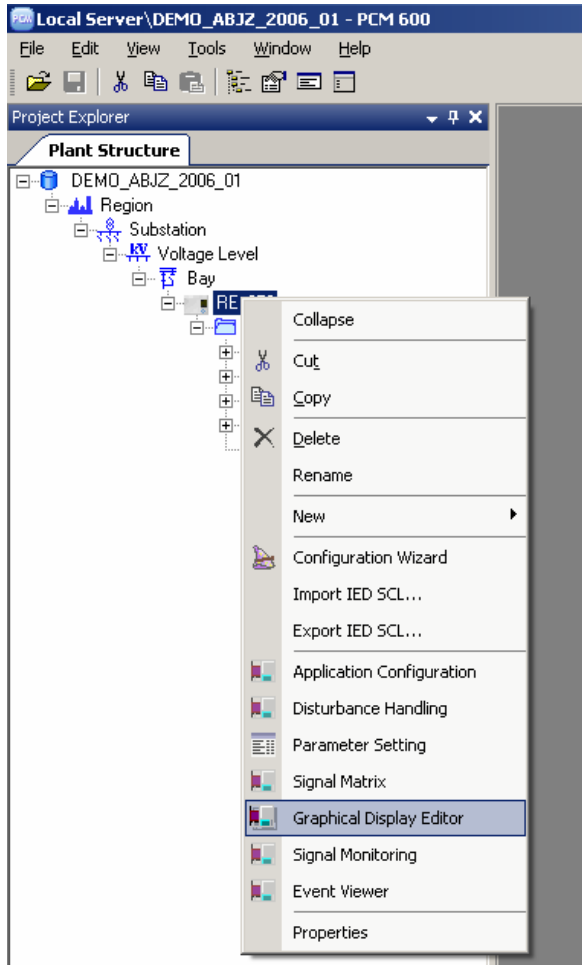 Local Server\DEMO_ABJZ_2006_01 - PCM 600
File Edit View Tools Window Help
Project Explorer
Plant Structure
DEMO_ABJZ_2006_01
Region
Substation
Voltage Level
Bay
Collapse
Cut
Copy
Delete
Rename
New
Configuration Wizard
Import IED SCL...
Export IED SCL...
Application Configuration
Disturbance Handling
Parameter Setting
Signal Matrix
Graphical Display Editor
Signal Monitoring
Event Viewer
Properties